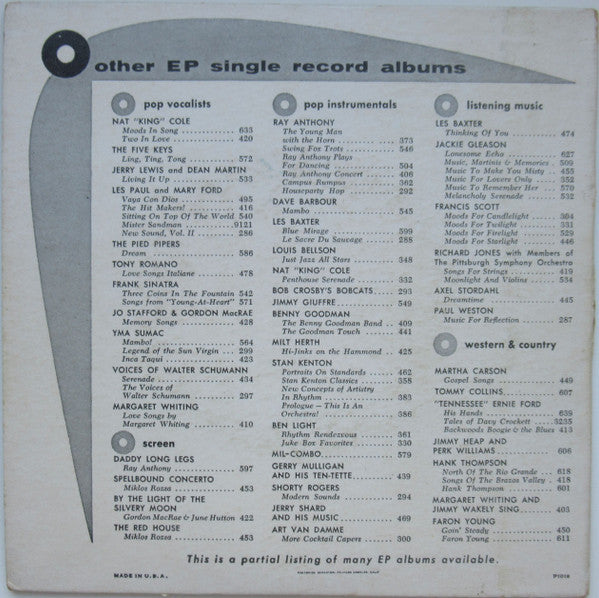 other EP single record albums
pop vocalists
NAT "KING" COLE
Moods In Song .......... 633
Two in Love ............ 420
THE FIVE KEYS
Ling, Ting, Tong ........ 572
JERRY LEWIS and DEAN MARTIN
Living It Up ............. 533
LES PAUL and MARY FORD
Vaya Con Dios ........... 495
The Hit Makers! ......... 416
Sitting On Top Of The World 540
Mister Sandman ......... 9121
New Sound, Vol. II ....... 286
THE PIED PIPERS
Dream ................. 586
TONY ROMANO
Love Songs Italiane ....... 478
FRANK SINATRA
Three Coins In The Fountain 542
Songs from "Young-At-Heart" 571
JO STAFFORD & GORDON MacRAE
Memory Songs ........... 428
YMA SUMAC
Mambo! ................. 564
Legend of the Sun Virgin .. 299
Inca Taqui .............. 423
VOICES OF WALTER SCHUMANN
Serenade ................ 434
The Voices of
Walter Schumann ......... 297
MARGARET WHITING
Love Songs by
Margaret Whiting ........ 410
screen
DADDY LONG LEGS
Ray Anthony ............ 597
SPELLBOUND CONCERTO
Miklos Rozsa ............ 453
BY THE LIGHT OF THE
SILVERY MOON
Gordon MacRae & June Hutton 422
THE RED HOUSE
Miklos Rozsa ............ 453
pop instrumentals
RAY ANTHONY
The Young Man
with the Horn ........... 373
Swing Fox Trots .......... 546
Ray Anthony Plays
For Dancing ............. 504
Ray Anthony Concert ..... 408
Campus Rumpus .......... 362
Houseparty Hop ......... 292
DAVE BARBOUR
Mambo ................. 545
LES BAXTER
Blue Mirage ............. 599
Le Sacre Du Sauvage ..... 288
LOUIS BELLSON
Just Jazz All Stars ........ 348
NAT "KING" COLE
Penthouse Serenade ....... 332
BOB CROSBY'S BOBCATS ..... 293
JIMMY GIUFFRE ............ 549
BENNY GOODMAN
The Benny Goodman Band .. 409
The Goodman Touch ...... 441
MILT HERTH
Hi-Jinks on the Hammond .. 425
STAN KENTON
Portraits On Standards .... 462
Stan Kenton Classics ...... 358
New Concepts of Artistry
In Rhythm .............. 383
Prologue — This Is An
Orchestra! .............. 386
BEN LIGHT
Rhythm Rendezvous ...... 361
Juke Box Favorites ....... 330
MIL-COMBO ............... 579
GERRY MULLIGAN
AND HIS TEN-TETTE ........ 439
SHORTY ROGERS
Modern Sounds .......... 294
JERRY SHARD
AND HIS MUSIC ........... 469
ART VAN DAMME
More Cocktail Capers ..... 300
listening music
LES BAXTER
Thinking Of You ......... 474
JACKIE GLEASON
Lonesome Echo .......... 627
Music, Martinis & Memories . 509
Music To Make You Misty .. 455
Music For Lovers Only .... 352
Music To Remember Her .. 570
Melancholy Serenade ...... 532
FRANCIS SCOTT
Moods For Candlelight .... 304
Moods For Twilight ...... 331
Moods For Firelight ....... 529
Moods For Starlight ...... 446
RICHARD JONES with Members of
The Pittsburgh Symphony Orchestra
Songs For Strings ........ 419
Moonlight And Violins .... 534
AXEL STORDAHL
Dreamtime .............. 445
PAUL WESTON
Music For Reflection ...... 287
western & country
MARTHA CARSON
Gospel Songs ............ 449
TOMMY COLLINS ........... 607
"TENNESSEE" ERNIE FORD
His Hands .............. 639
Tales of Davy Crockett .... 3235
Backwoods Boogie & the Blues 413
JIMMY HEAP and
PERK WILLIAMS ............ 606
HANK THOMPSON
North Of The Rio Grande .. 618
Songs Of The Brazos Valley . 418
Hank Thompson .......... 601
MARGARET WHITING and
JIMMY WAKELY SING ....... 403
FARON YOUNG
Goin' Steady ............ 450
Faron Young ............ 611
This is a partial listing of many EP albums available.
MADE IN U.S.A.
P1018